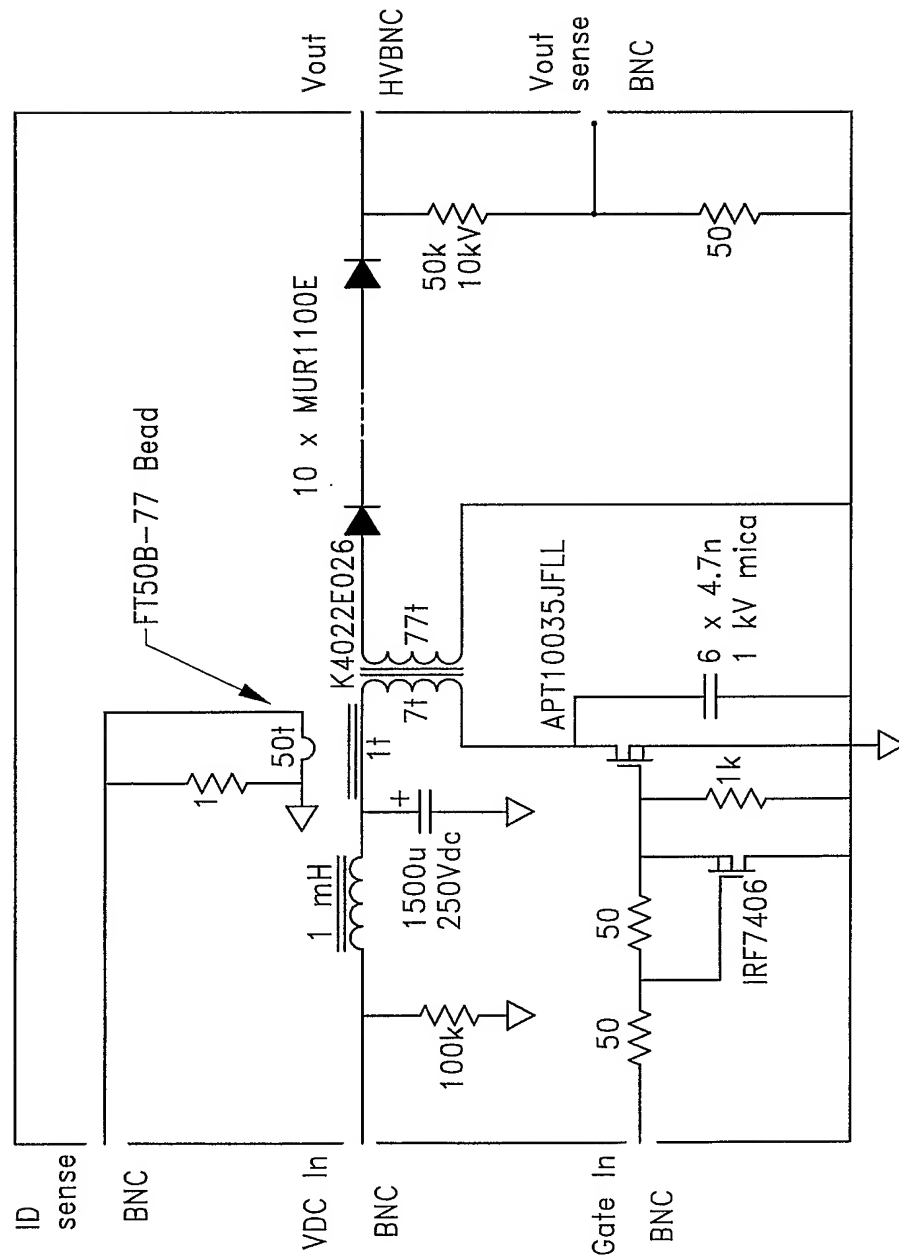 ID
sense
BNC
VDC In
BNC
Gate In
BNC
100k
1 mH
1500u
250Vdc
+
1
50t
FT50B-77 Bead
1t
K4022E026
7t
77t
10 x MUR1100E
50
50
IRF7406
1k
APT10035JFLL
6 x 4.7n
1 kV mica
50k
10kV
50
Vout
HVBNC
Vout
sense
BNC